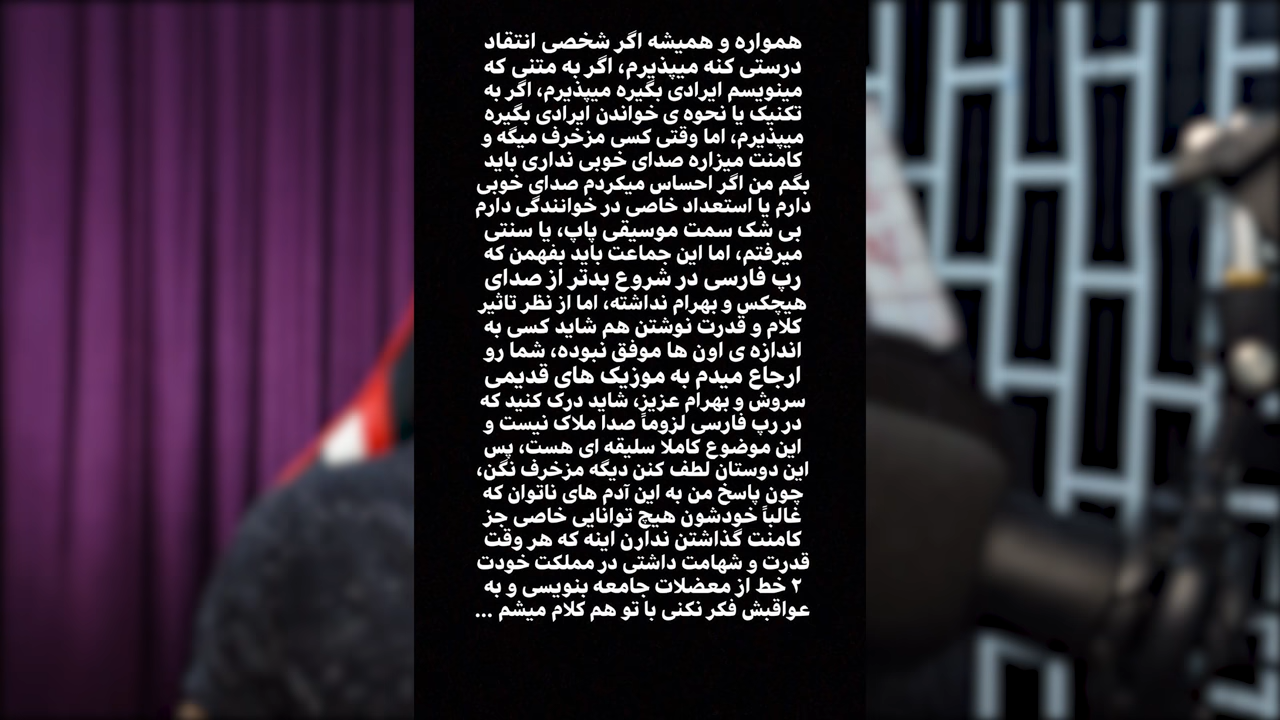 همواره و همیشه اگر شخصی انتقاد
درستی کنه میپذیرم، اگر به متنی که
مینویسم ایرادی بگیره میپذیرم، اگر به
تکنیک یا نحوه ی خواندن ایرادی بگیره
میپذیرم، اما وقتی کسی مزخرف میگه و
کامنت میزاره صدای خوبی نداری باید
بگم من اگر احساس میکردم صدای خوبی
دارم یا استعداد خاصی در خوانندگی دارم
بی شک سمت موسیقی پاپ، یا سنتی
میرفتم، اما این جماعت باید بفهمن که
رپ فارسی در شروع بدتر از صدای
هیچکس و بهرام نداشته، اما از نظر تاثیر
کلام و قدرت نوشتن هم شاید کسی به
اندازه ی اون ها موفق نبوده، شما رو
ارجاع میدم به موزیک های قدیمی
سروش و بهرام عزیز، شاید درک کنید که
در رپ فارسی لزوماً صدا ملاک نیست و
این موضوع کاملا سلیقه ای هست، پس
این دوستان لطف کنن دیگه مزخرف نگن،
چون پاسخ من به این آدم های ناتوان که
غالباً خودشون هیچ توانایی خاصی جز
کامنت گذاشتن ندارن اینه که هر وقت
قدرت و شهامت داشتی در مملکت خودت
۲ خط از معضلات جامعه بنویسی و به
عواقبش فکر نکنی با تو هم کلام میشم ...